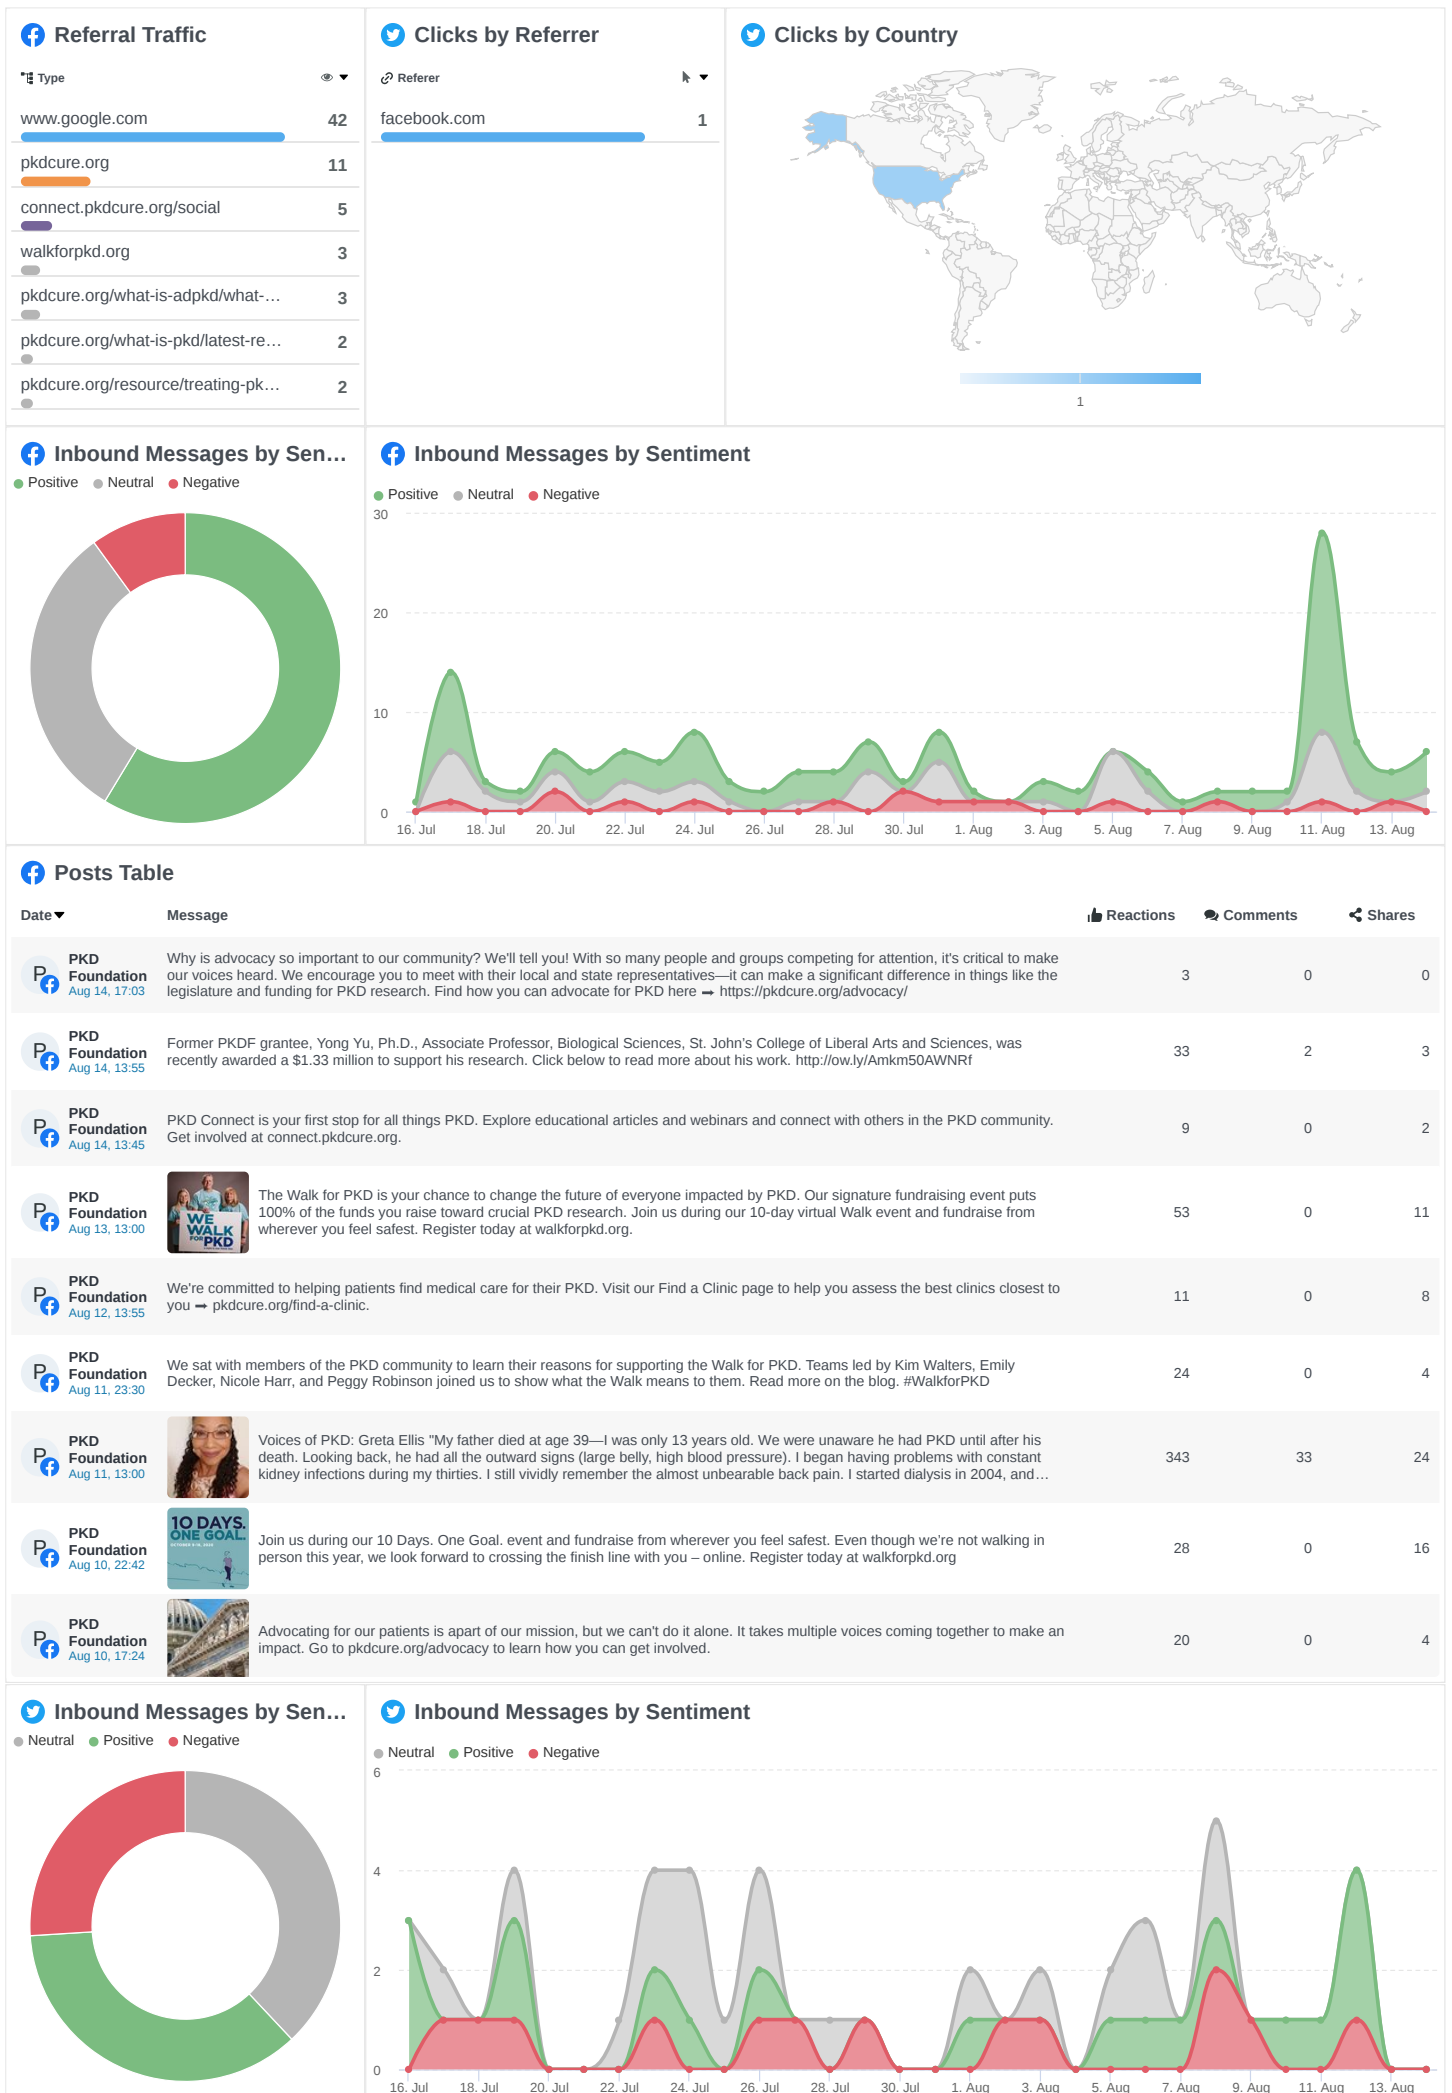 Referral Traffic
Type
www.google.com 42
pkdcure.org 11
connect.pkdcure.org/social 5
walkforpkd.org 3
pkdcure.org/what-is-adpkd/what-… 3
pkdcure.org/what-is-pkd/latest-re… 2
pkdcure.org/resource/treating-pk… 2
Clicks by Referrer
Referer
facebook.com 1
Clicks by Country
1
Inbound Messages by Sen…
Positive Neutral Negative
Inbound Messages by Sentiment
Positive Neutral Negative
30
20
10
0
16. Jul 18. Jul 20. Jul 22. Jul 24. Jul 26. Jul 28. Jul 30. Jul 1. Aug 3. Aug 5. Aug 7. Aug 9. Aug 11. Aug 13. Aug
Posts Table
Date Message Reactions Comments Shares
P PKD
Foundation
Aug 14, 17:03
Why is advocacy so important to our community? We'll tell you! With so many people and groups competing for attention, it's critical to make
our voices heard. We encourage you to meet with their local and state representatives—it can make a significant difference in things like the
legislature and funding for PKD research. Find how you can advocate for PKD here ➡ https://pkdcure.org/advocacy/
3 0 0
P PKD
Foundation
Aug 14, 13:55
Former PKDF grantee, Yong Yu, Ph.D., Associate Professor, Biological Sciences, St. John's College of Liberal Arts and Sciences, was
recently awarded a $1.33 million to support his research. Click below to read more about his work. http://ow.ly/Amkm50AWNRf
33 2 3
P PKD
Foundation
Aug 14, 13:45
PKD Connect is your first stop for all things PKD. Explore educational articles and webinars and connect with others in the PKD community.
Get involved at connect.pkdcure.org.
9 0 2
P PKD
Foundation
Aug 13, 13:00
WE
WALK
FOR PKD
The Walk for PKD is your chance to change the future of everyone impacted by PKD. Our signature fundraising event puts
100% of the funds you raise toward crucial PKD research. Join us during our 10-day virtual Walk event and fundraise from
wherever you feel safest. Register today at walkforpkd.org.
53 0 11
P PKD
Foundation
Aug 12, 13:55
We're committed to helping patients find medical care for their PKD. Visit our Find a Clinic page to help you assess the best clinics closest to
you ➡ pkdcure.org/find-a-clinic.
11 0 8
P PKD
Foundation
Aug 11, 23:30
We sat with members of the PKD community to learn their reasons for supporting the Walk for PKD. Teams led by Kim Walters, Emily
Decker, Nicole Harr, and Peggy Robinson joined us to show what the Walk means to them. Read more on the blog. #WalkforPKD
24 0 4
P PKD
Foundation
Aug 11, 13:00
Voices of PKD: Greta Ellis "My father died at age 39—I was only 13 years old. We were unaware he had PKD until after his
death. Looking back, he had all the outward signs (large belly, high blood pressure). I began having problems with constant
kidney infections during my thirties. I still vividly remember the almost unbearable back pain. I started dialysis in 2004, and…
343 33 24
P PKD
Foundation
Aug 10, 22:42
10 DAYS.
ONE GOAL.
Join us during our 10 Days. One Goal. event and fundraise from wherever you feel safest. Even though we're not walking in
person this year, we look forward to crossing the finish line with you – online. Register today at walkforpkd.org
28 0 16
P PKD
Foundation
Aug 10, 17:24
Advocating for our patients is apart of our mission, but we can't do it alone. It takes multiple voices coming together to make an
impact. Go to pkdcure.org/advocacy to learn how you can get involved.
20 0 4
Inbound Messages by Sen…
Neutral Positive Negative
Inbound Messages by Sentiment
Neutral Positive Negative
6
4
2
0
16. Jul 18. Jul 20. Jul 22. Jul 24. Jul 26. Jul 28. Jul 30. Jul 1. Aug 3. Aug 5. Aug 7. Aug 9. Aug 11. Aug 13. Aug